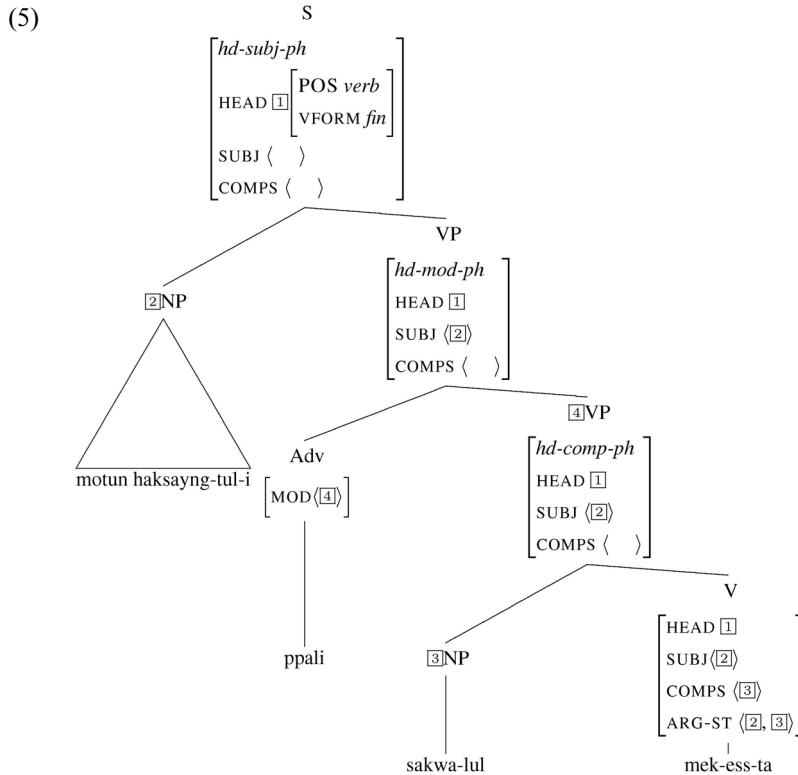 (5)
S
hd-subj-ph
HEAD 1 POS verb
VFORM fin
SUBJ ⟨ ⟩
COMPS ⟨ ⟩
VP
hd-mod-ph
HEAD 1
SUBJ ⟨2⟩
COMPS ⟨ ⟩
2NP
motun haksayng-tul-i
Adv
MOD⟨4⟩
ppali
4VP
hd-comp-ph
HEAD 1
SUBJ ⟨2⟩
COMPS ⟨ ⟩
3NP
sakwa-lul
V
HEAD 1
SUBJ⟨2⟩
COMPS ⟨3⟩
ARG-ST ⟨2, 3⟩
mek-ess-ta